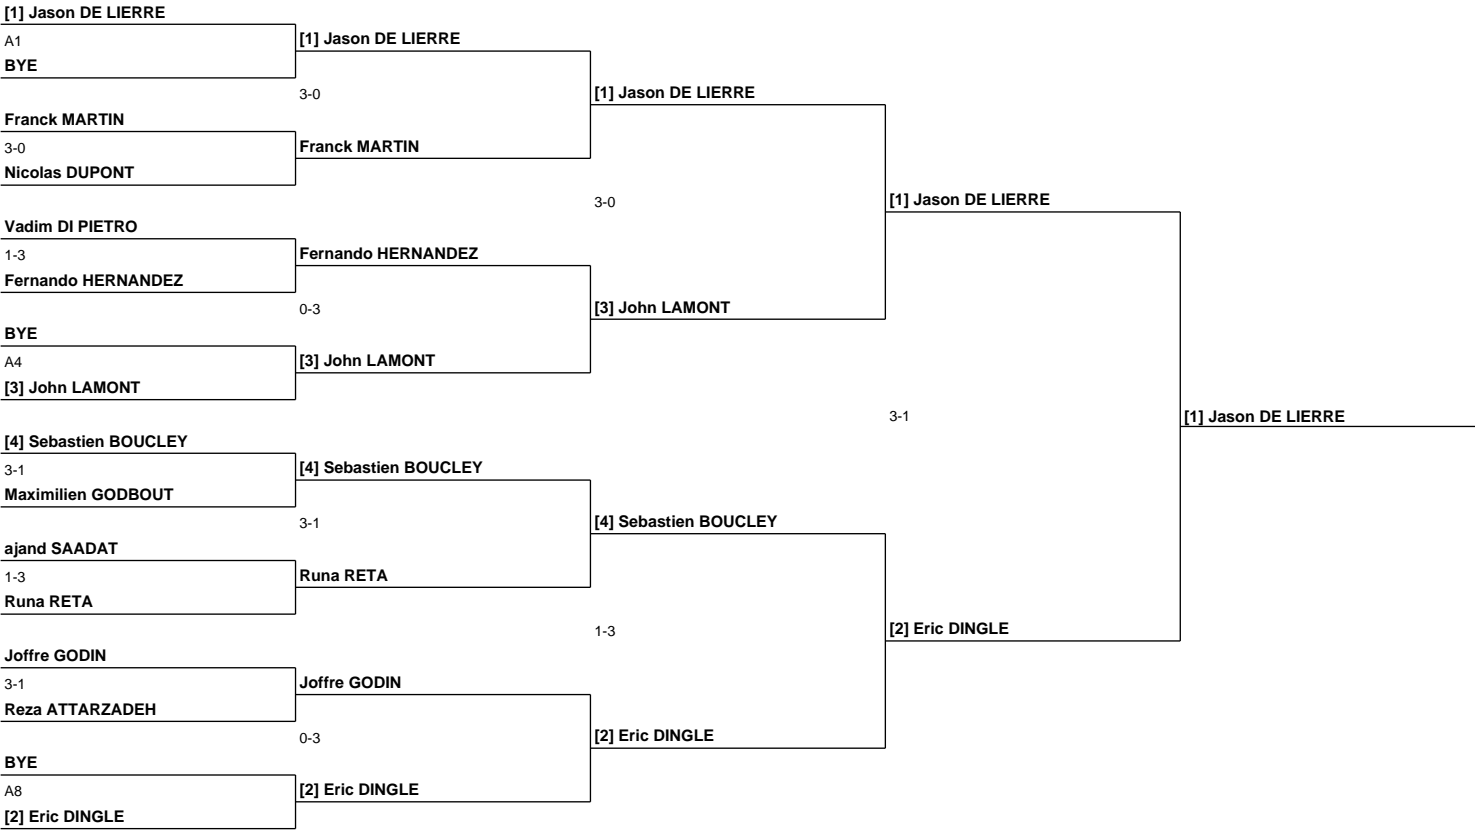 [1] Jason DE LIERRE
A1
BYE
Franck MARTIN
3-0
Nicolas DUPONT
Vadim DI PIETRO
1-3
Fernando HERNANDEZ
BYE
A4
[3] John LAMONT
[4] Sebastien BOUCLEY
3-1
Maximilien GODBOUT
ajand SAADAT
1-3
Runa RETA
Joffre GODIN
3-1
Reza ATTARZADEH
BYE
A8
[2] Eric DINGLE
[1] Jason DE LIERRE
3-0
Franck MARTIN
Fernando HERNANDEZ
0-3
[3] John LAMONT
[4] Sebastien BOUCLEY
3-1
Runa RETA
Joffre GODIN
0-3
[2] Eric DINGLE
[1] Jason DE LIERRE
3-0
[3] John LAMONT
[4] Sebastien BOUCLEY
1-3
[2] Eric DINGLE
[1] Jason DE LIERRE
3-1
[2] Eric DINGLE
[1] Jason DE LIERRE